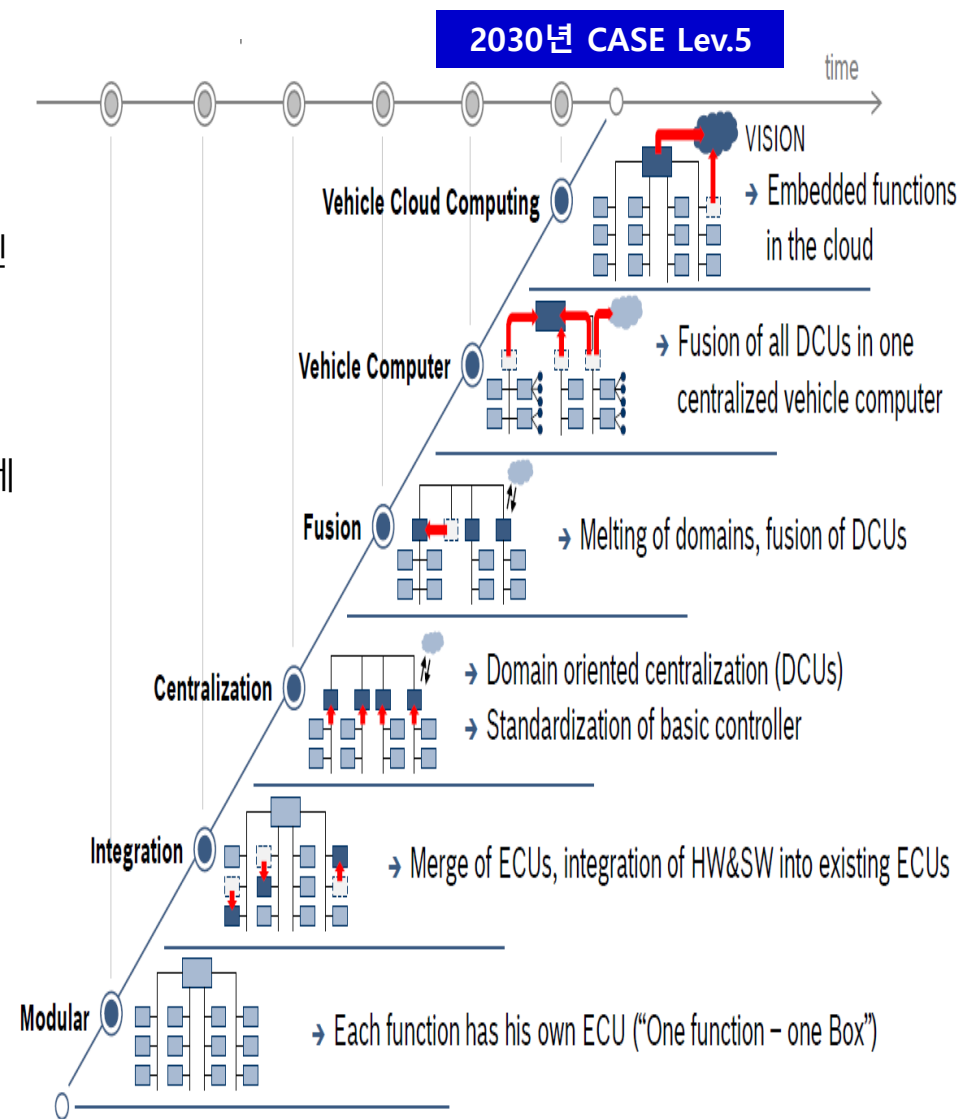 2030년 CASE Lev.5
time
VISION
Vehicle Cloud Computing
→ Embedded functions
in the cloud
인
Vehicle Computer
→ Fusion of all DCUs in one
centralized vehicle computer
에
Fusion
→ Melting of domains, fusion of DCUs
Centralization
→ Domain oriented centralization (DCUs)
→ Standardization of basic controller
Integration
→ Merge of ECUs, integration of HW&SW into existing ECUs
Modular
→ Each function has his own ECU (“One function – one Box”)